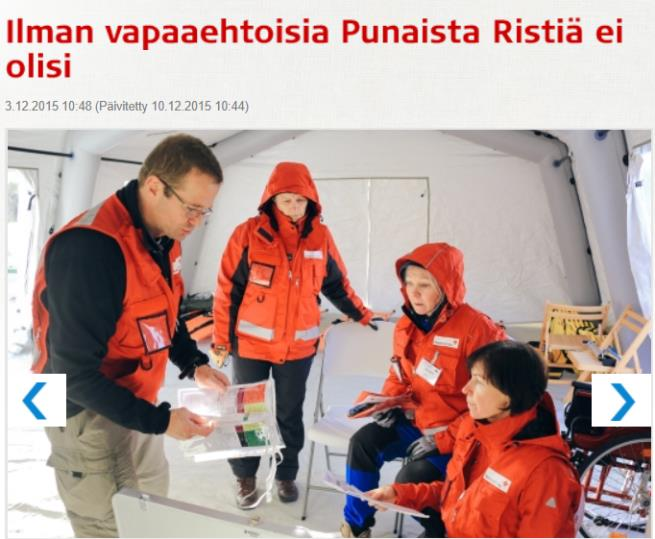 Ilman vapaaehtoisia Punaista Ristiä ei
olisi
3.12.2015 10:48 (Päivitetty 10.12.2015 10:44)